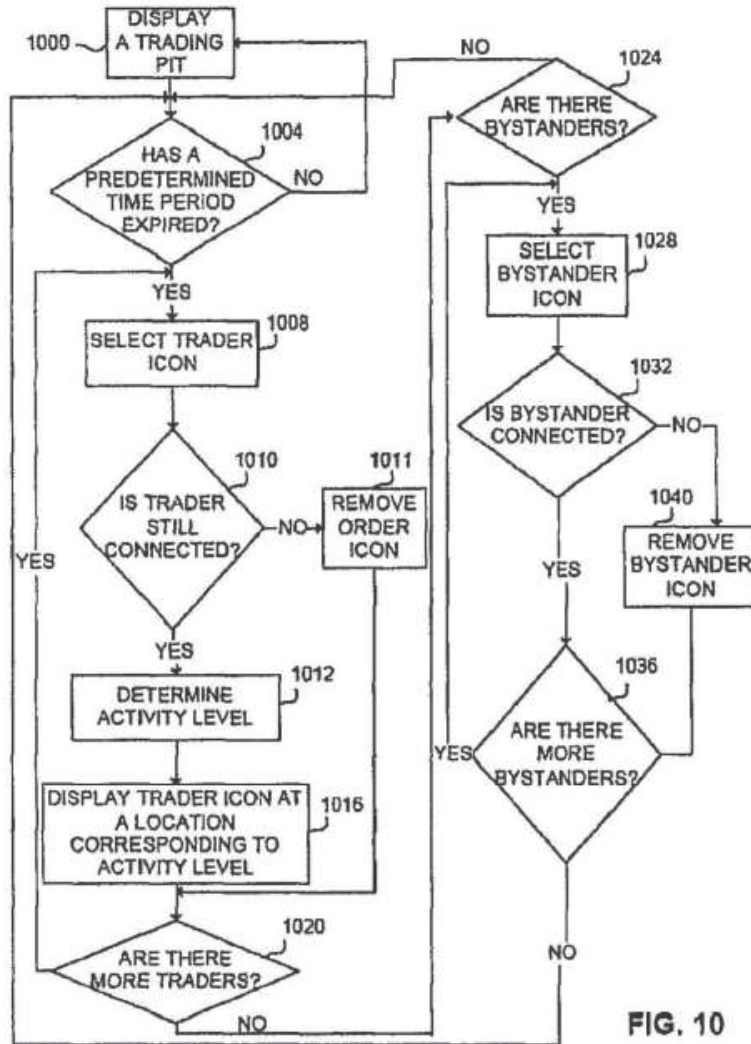 DISPLAY
A TRADING
PIT
1000
1004
HAS A
PREDETERMINED
TIME PERIOD
EXPIRED?
NO
YES
1008
SELECT TRADER
ICON
1010
IS TRADER
STILL
CONNECTED?
NO
1011
REMOVE
ORDER
ICON
YES
YES
1012
DETERMINE
ACTIVITY LEVEL
1016
DISPLAY TRADER ICON AT
A LOCATION
CORRESPONDING TO
ACTIVITY LEVEL
1020
ARE THERE
MORE TRADERS?
NO
NO
1024
ARE THERE
BYSTANDERS?
YES
1028
SELECT
BYSTANDER
ICON
1032
IS BYSTANDER
CONNECTED?
NO
1040
REMOVE
BYSTANDER
ICON
YES
1036
ARE THERE
MORE
BYSTANDERS?
YES
NO
FIG. 10